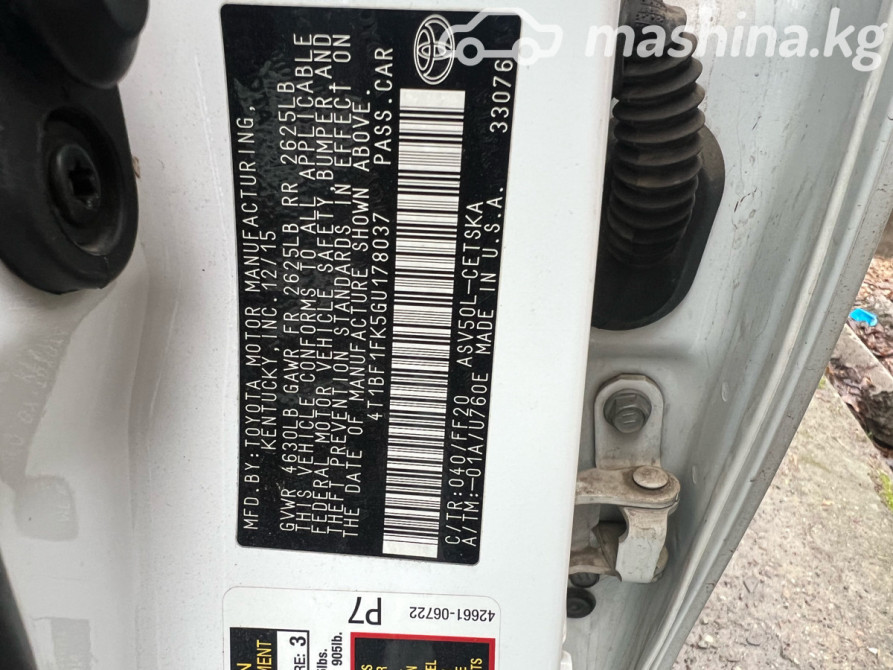 mashina.kg
MFD.BY:TOYOTA MOTOR MANUFACTURING,
KENTUCKY, INC. 12/15
GVWR 4630LB GAWR FR 2625LB RR 2625LB
THIS VEHICLE CONFORMS TO ALL APPLICABLE
FEDERAL MOTOR VEHICLE SAFETY, BUMPER AND
THEFT PREVENTION STANDARDS IN EFFECT ON
THE DATE OF MANUFACTURE SHOWN ABOVE.
4T1BF1FK5GU178037 PASS.CAR
C/TR:040/FF20 ASV50L-CETSKA
A/TM:-01A/U760E MADE IN U.S.A. 33076
42661-06722
P7
3
lbs.
905lb.